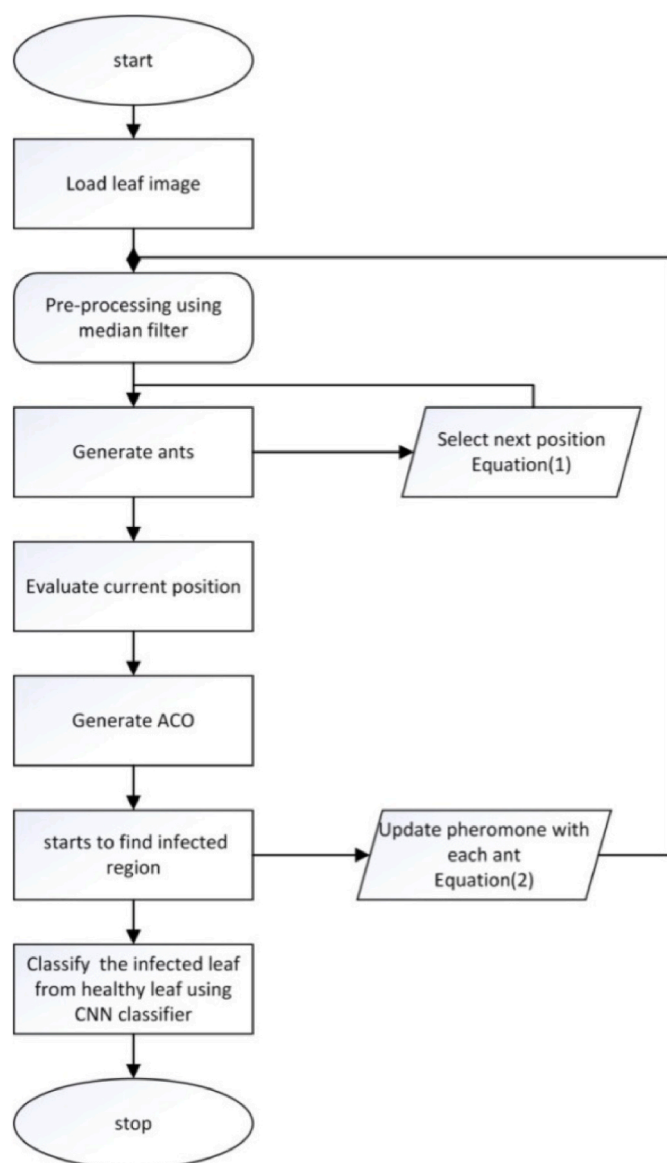 start
Load leaf image
Pre-processing using
median filter
Generate ants
Select next position
Equation(1)
Evaluate current position
Generate ACO
starts to find infected
region
Update pheromone with
each ant
Equation(2)
Classify the infected leaf
from healthy leaf using
CNN classifier
stop